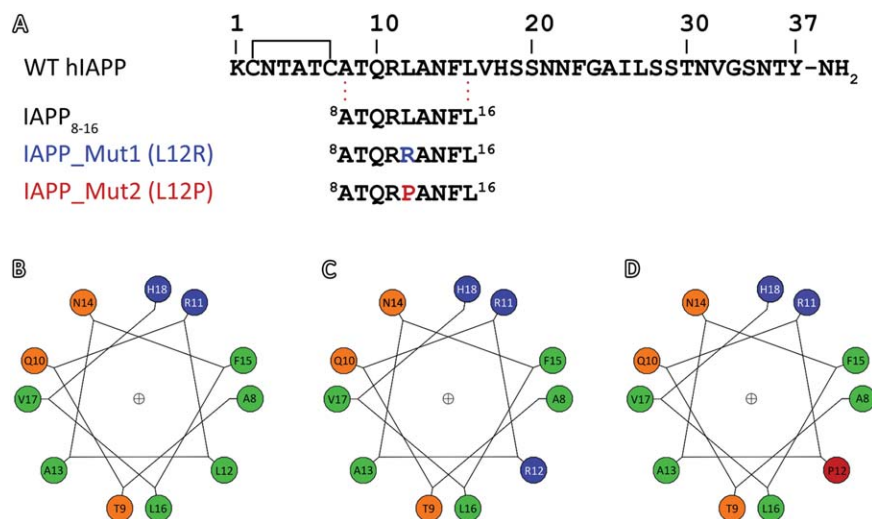 A
1 10 20 30 37
WT hIAPP KCNTATCATQRLANFLVHSSNNFGAILSSTNVGSNTY-NH2
IAPP8-16 8ATQRLANFL16
IAPP_Mut1 (L12R) 8ATQRRANFL16
IAPP_Mut2 (L12P) 8ATQRPANFL16
B
H18
N14 R11
Q10 F15
V17 A8
A13 L12
T9 L16
C
H18
N14 R11
Q10 F15
V17 A8
A13 R12
T9 L16
D
H18
N14 R11
Q10 F15
V17 A8
A13 P12
T9 L16